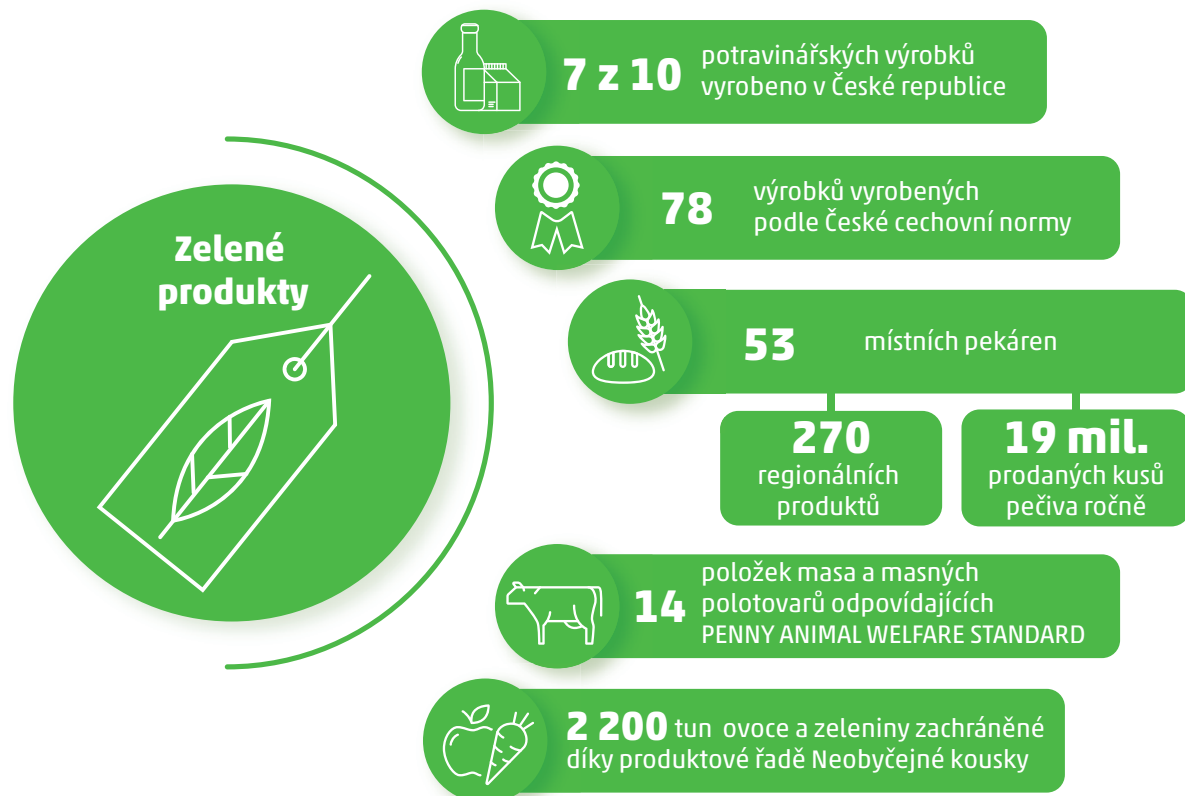 Zelené
produkty
7 z 10 potravinářských výrobků
vyrobeno v České republice
78 výrobků vyrobených
podle České cechovní normy
53 místních pekáren
270
regionálních
produktů
19 mil.
prodaných kusů
pečiva ročně
14 položek masa a masných
polotovarů odpovídajících
PENNY ANIMAL WELFARE STANDARD
2 200 tun ovoce a zeleniny zachráněné
díky produktové řadě Neobyčejné kousky